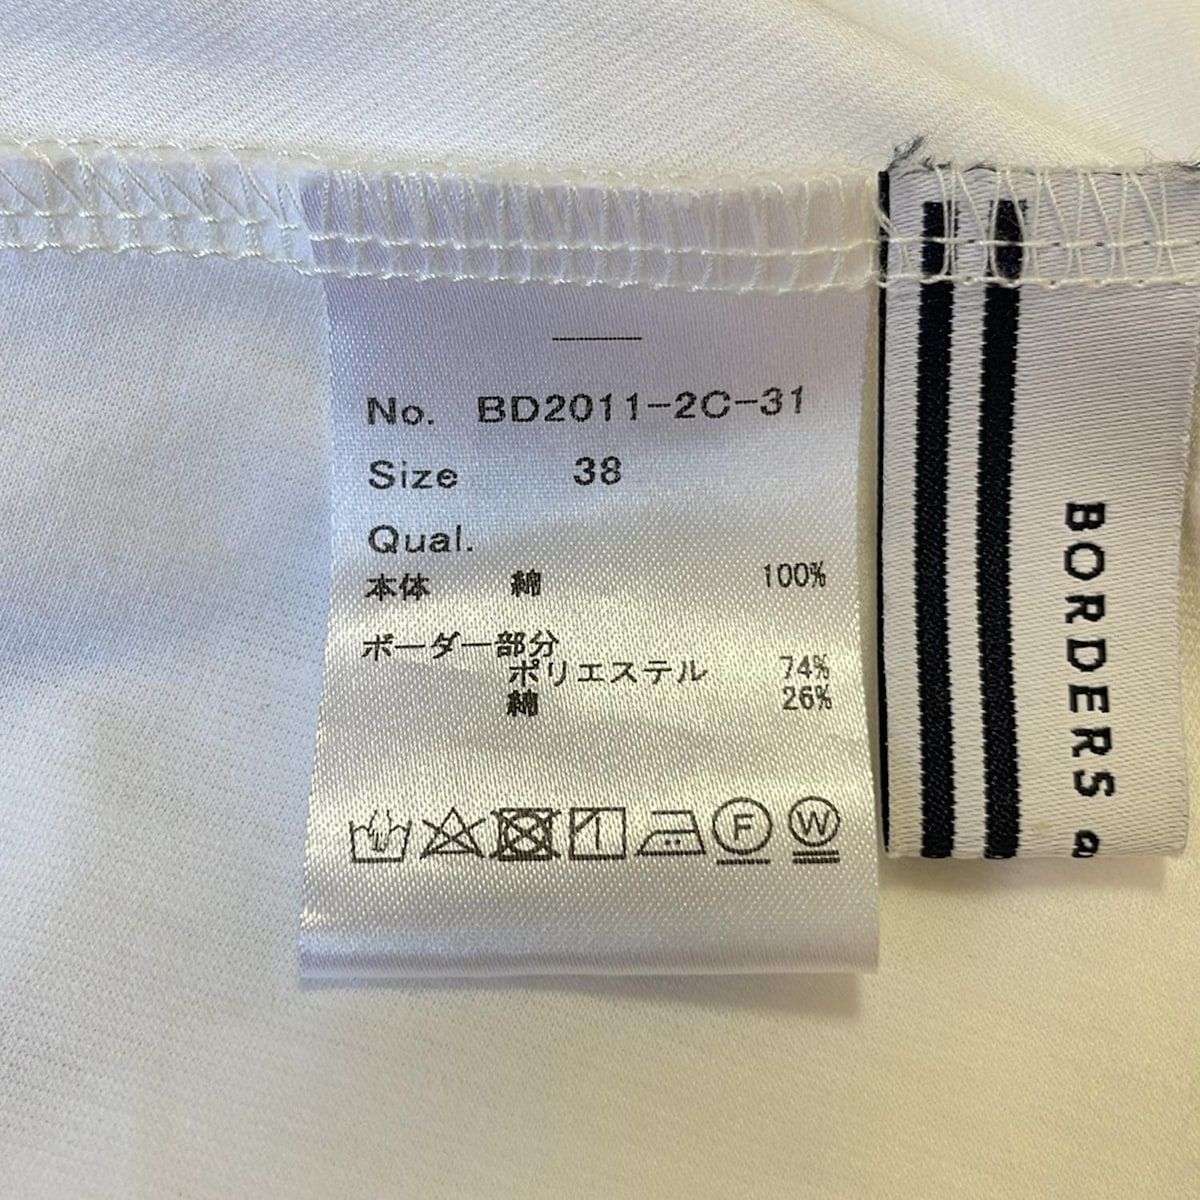 No. BD2011-2C-31
Size 38
Qual.
本体 綿 100%
ボーダー部分
ポリエステル 74%
綿 26%
F
W
BORDERS